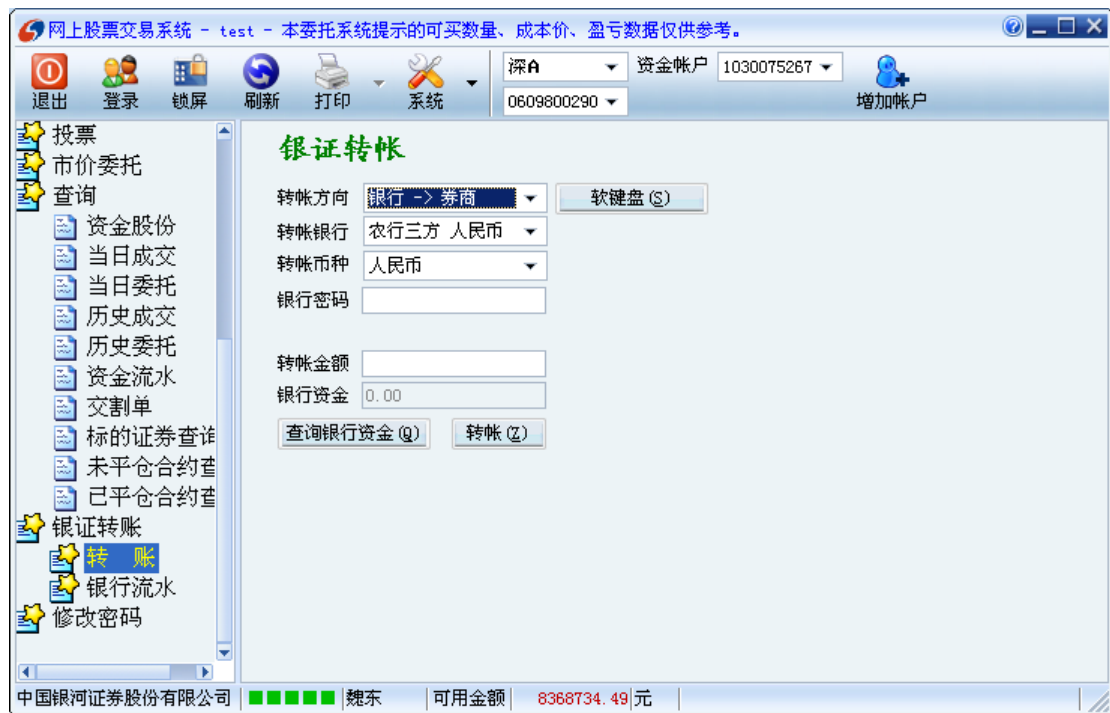 网上股票交易系统 - test - 本委托系统提示的可买数量、成本价、盈亏数据仅供参考。
退出 登录 锁屏 刷新 打印 系统 深A 资金帐户 1030075267 增加帐户
0609800290
投票
市价委托
查询
资金股份
当日成交
当日委托
历史成交
历史委托
资金流水
交割单
标的证券查询
未平仓合约查
已平仓合约查
银证转账
转 账
银行流水
修改密码
银证转帐
转帐方向 银行 -> 券商 软键盘(S)
转帐银行 农行三方 人民币
转帐币种 人民币
银行密码
转帐金额
银行资金 0.00
查询银行资金(Q) 转帐(Z)
中国银河证券股份有限公司 魏东 可用金额 8368734.49 元